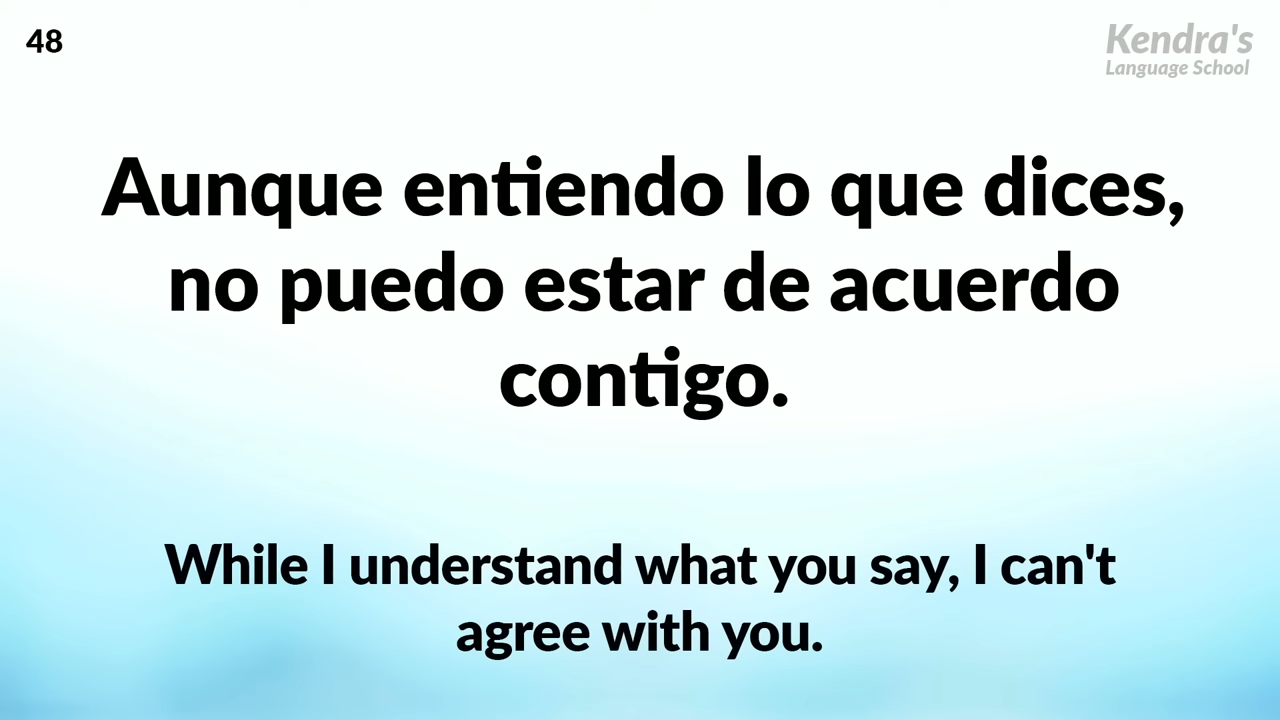 48
Kendra's
Language School
Aunque entiendo lo que dices,
no puedo estar de acuerdo
contigo.
While I understand what you say, I can't
agree with you.